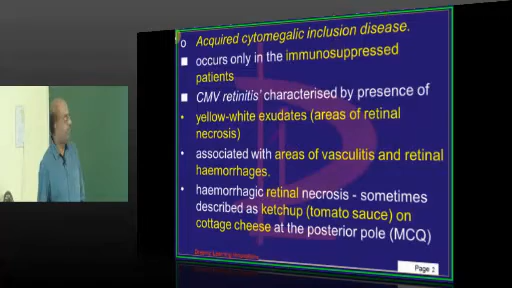 o Acquired cytomegalic inclusion disease.
■ occurs only in the immunosuppressed
patients
■ CMV retinitis' characterised by presence of
• yellow-white exudates (areas of retinal
necrosis)
• associated with areas of vasculitis and retinal
haemorrhages.
• haemorrhagic retinal necrosis - sometimes
described as ketchup (tomato sauce) on
cottage cheese at the posterior pole (MCQ)
Learning
Page 2